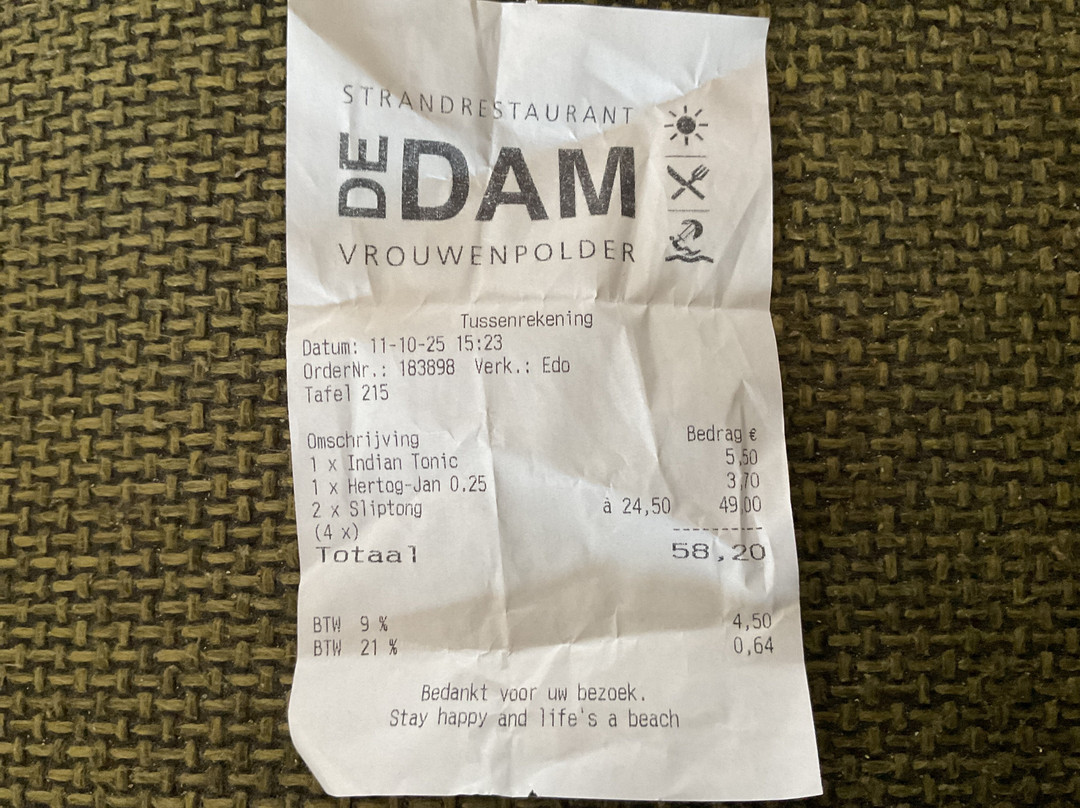 STRANDRESTAURANT
DE DAM
VROUWENPOLDER
Tussenrekening
Datum: 11-10-25 15:23
OrderNr.: 183898 Verk.: Edo
Tafel 215
Omschrijving Bedrag €
1 x Indian Tonic 5,50
1 x Hertog-Jan 0.25 3,70
2 x Sliptong à 24,50 49,00
(4 x) ----------
Totaal 58,20
BTW 9 % 4,50
BTW 21 % 0,64
Bedankt voor uw bezoek.
Stay happy and life's a beach